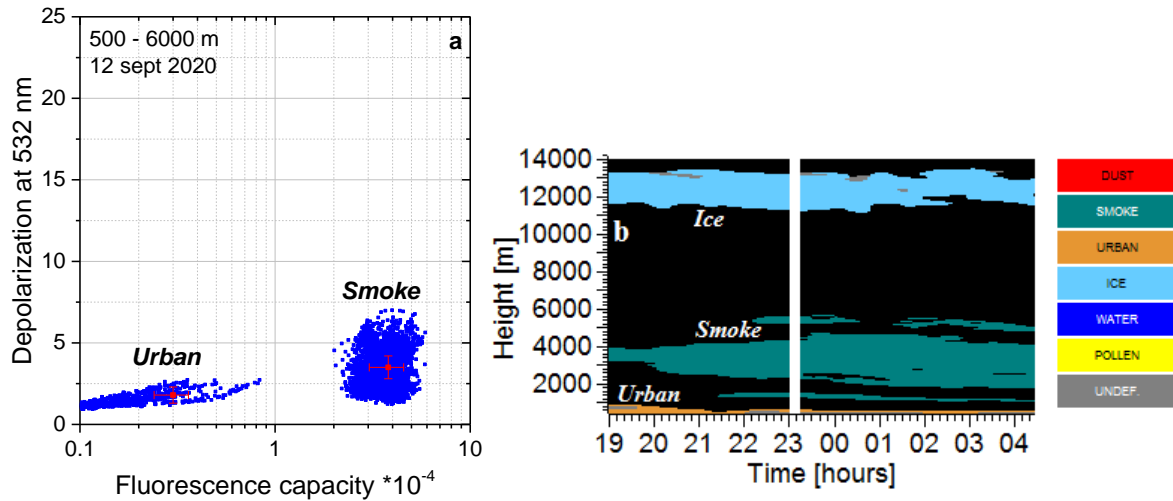 500 - 6000 m
12 sept 2020
a
Depolarization at 532 nm
25
20
15
10
5
0
Smoke
Urban
0.1
1
10
Fluorescence capacity *10-4
Height [m]
14000
12000
10000
8000
6000
4000
2000
Ice
b
Smoke
Urban
19 20 21 22 23 00 01 02 03 04
Time [hours]
DUST
SMOKE
URBAN
ICE
WATER
POLLEN
UNDEF.